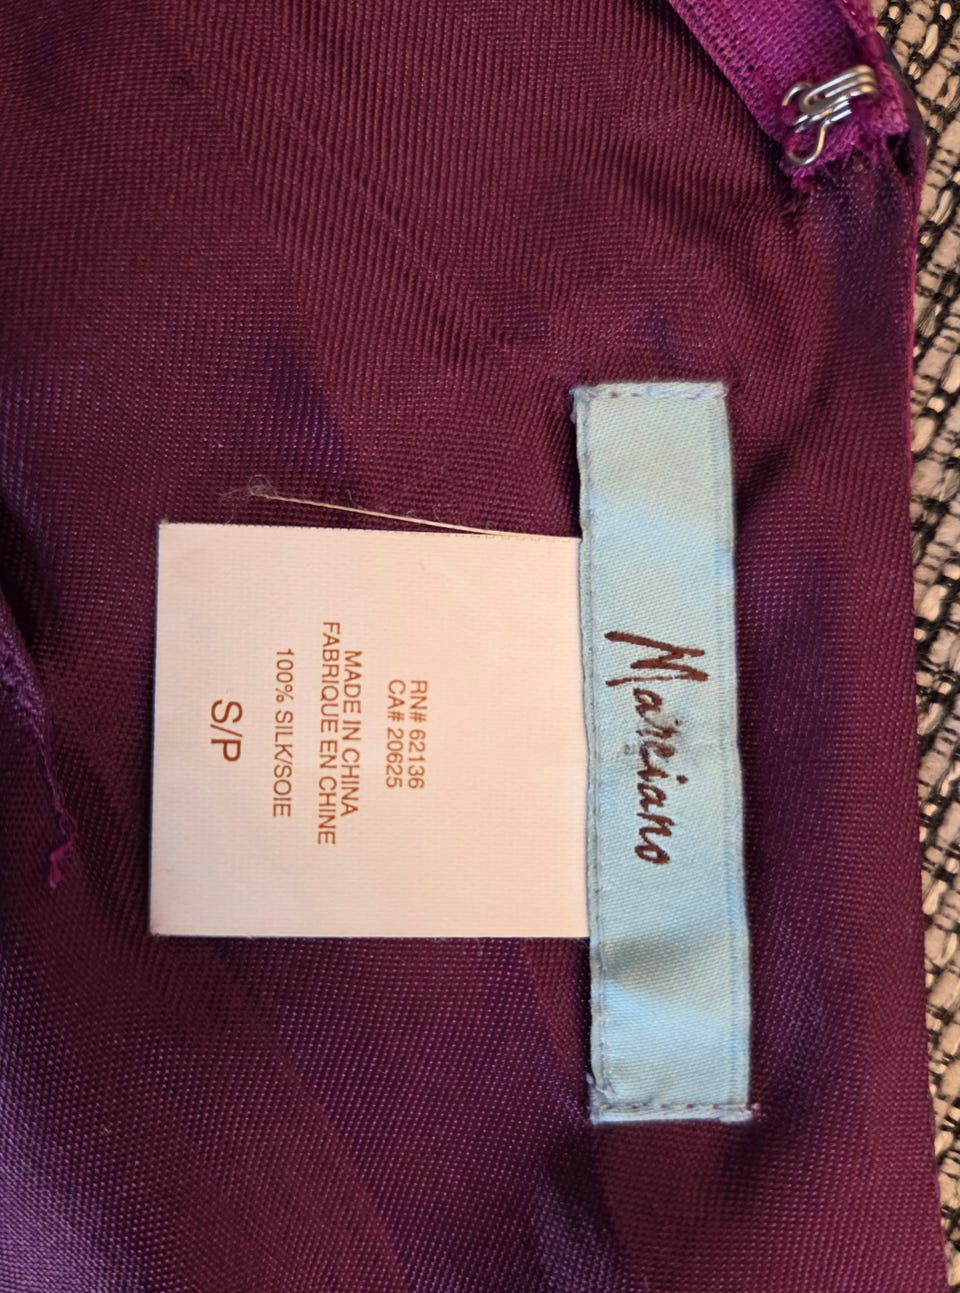 Marciano
RN# 62136
CA# 20625
MADE IN CHINA
FABRIQUE EN CHINE
100% SILK/SOIE
S/P